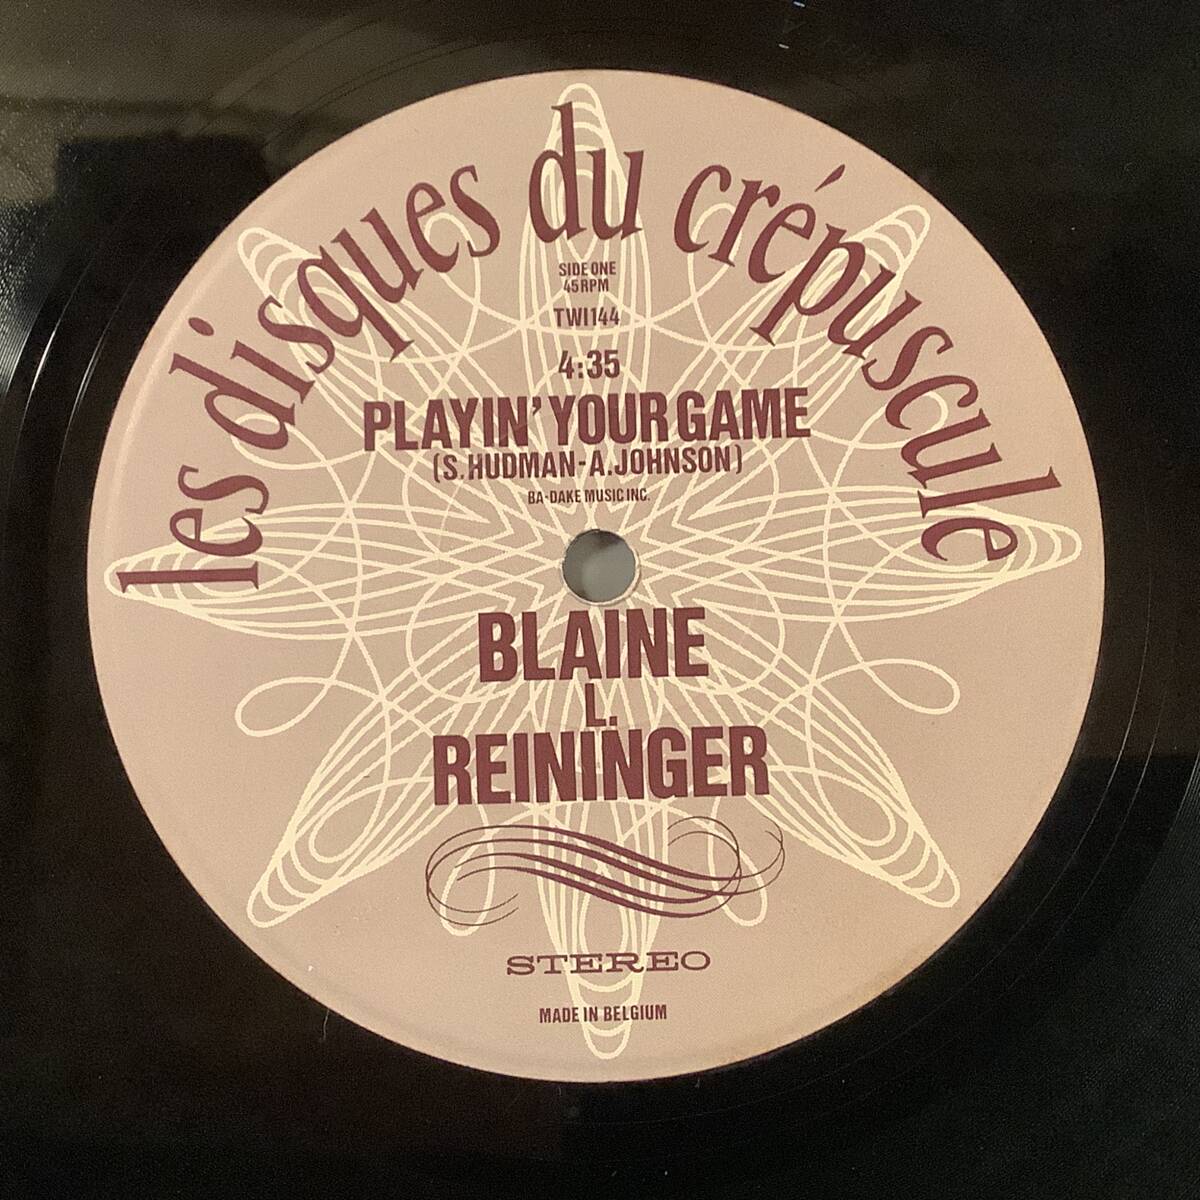 les disques du crépuscule
SIDE ONE
45 RPM
TWI144
4:35
PLAYIN' YOUR GAME
(S. HUDMAN-A. JOHNSON)
BA-DAKE MUSIC INC.
BLAINE
L.
REININGER
STEREO
MADE IN BELGIUM